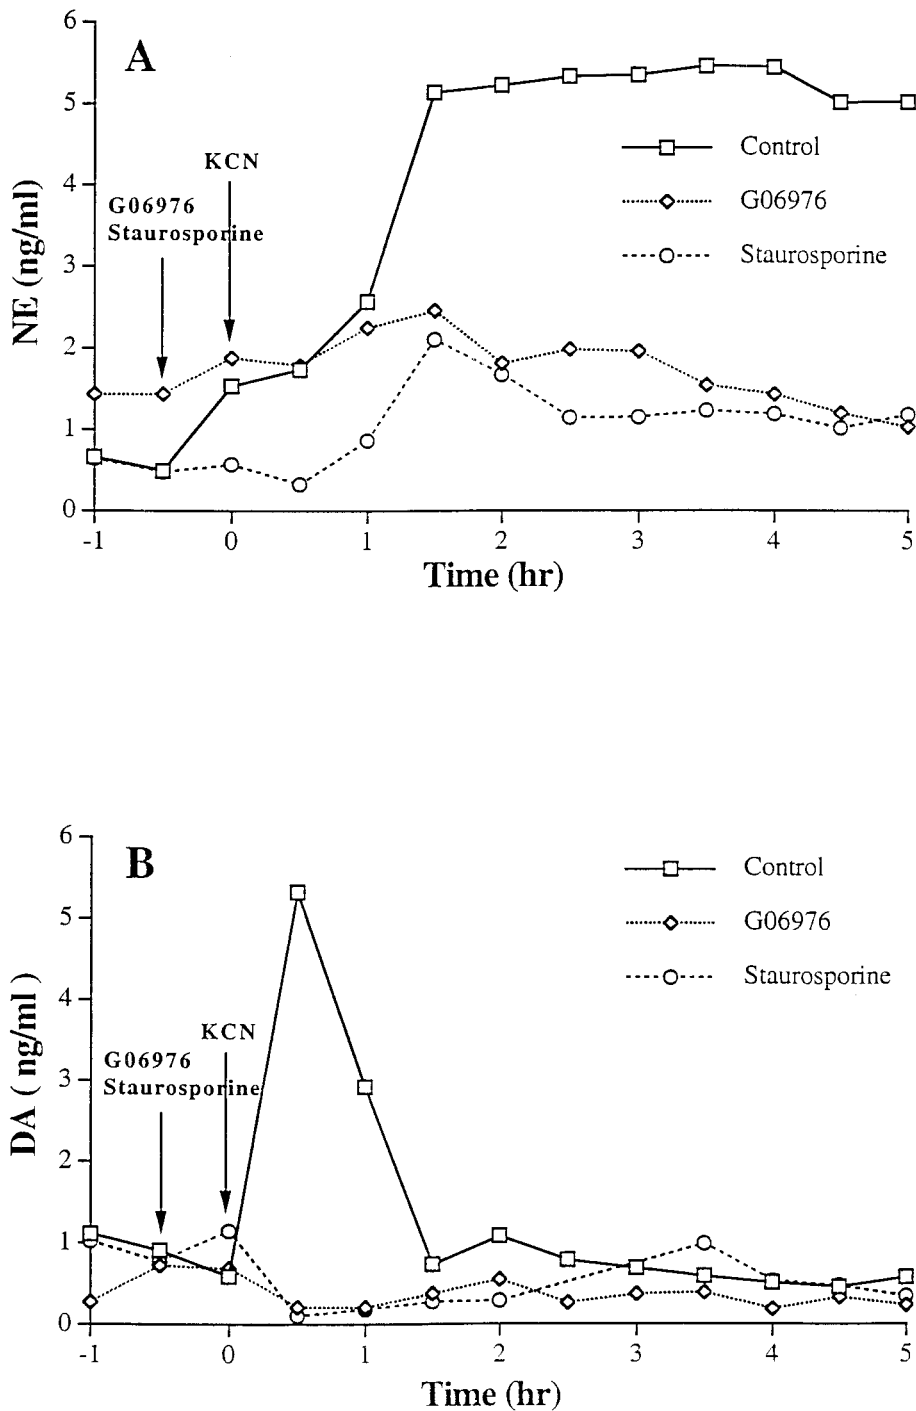 6
A
5
KCN
Control
4
G06976
G06976
Staurosporine
Staurosporine
3
NE (ng/ml)
2
1
0
-1 0 1 2 3 4 5
Time (hr)
6
B
Control
5
G06976
Staurosporine
4
KCN
G06976
Staurosporine
3
DA ( ng/ml)
2
1
0
-1 0 1 2 3 4 5
Time (hr)